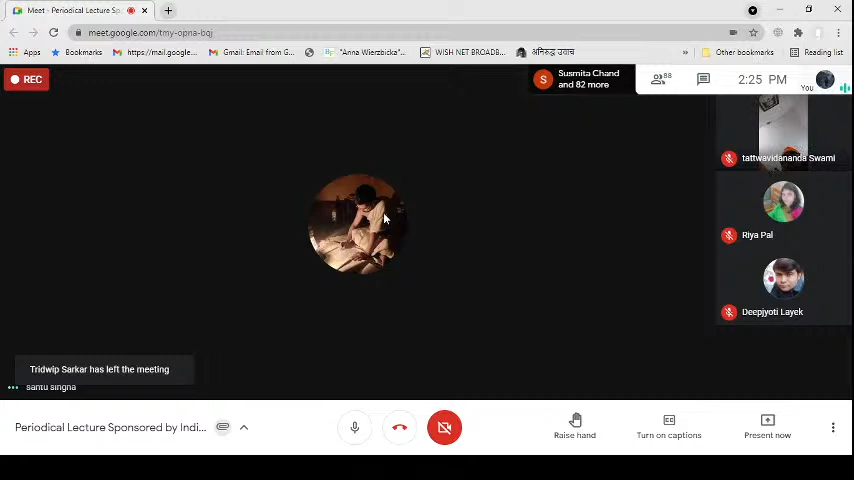 Meet - Periodical Lecture Sp
meet.google.com/tmy-opna-bqj
Apps
Bookmarks
https://mail.google...
Gmail: Email from G...
"Anna Wierzbicka"...
WISH NET BROADB...
अनिरुद्ध उवाच
»
Other bookmarks
Reading list
REC
S
Susmita Chand
and 82 more
88
2:25 PM
You
tattwavidananda Swami
Riya Pal
Deepjyoti Layek
Tridwip Sarkar has left the meeting
santu singha
Periodical Lecture Sponsored by Indi...
Raise hand
Turn on captions
Present now